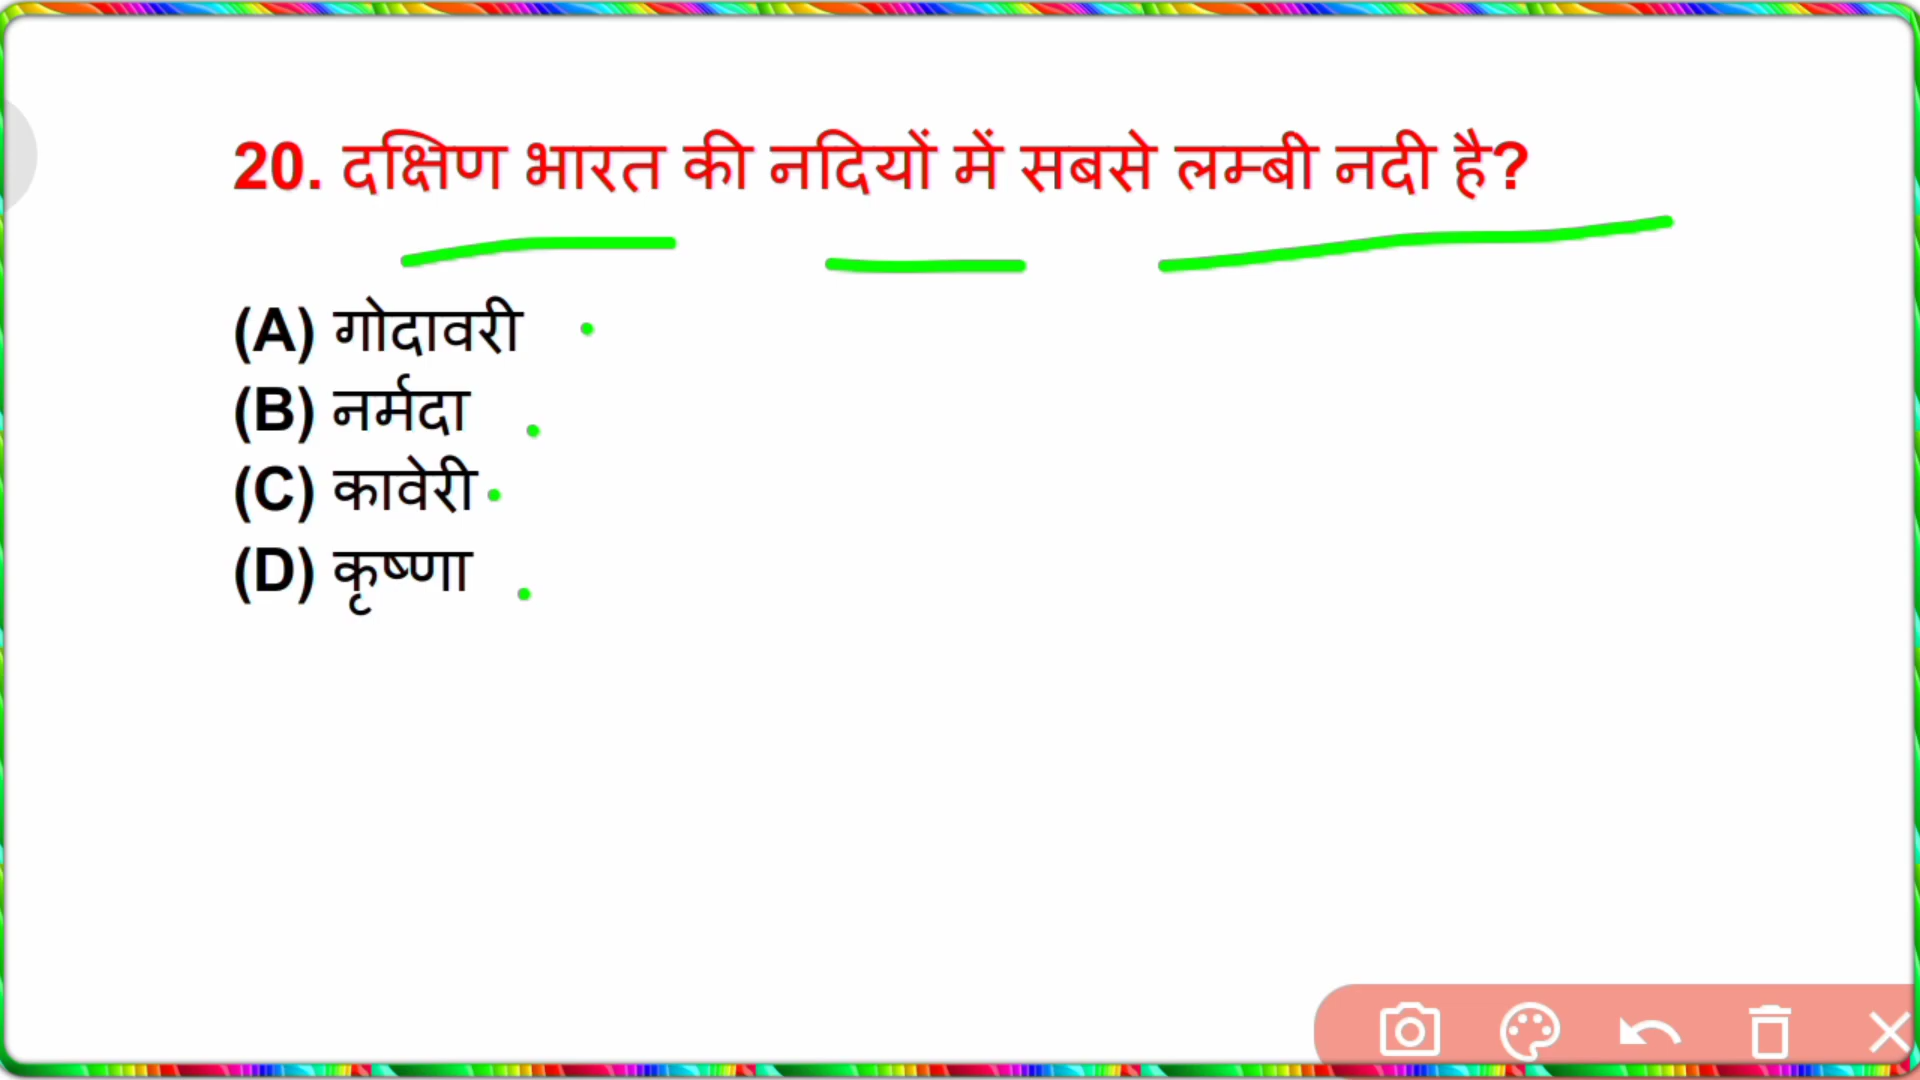 20. दक्षिण भारत की नदियों में सबसे लम्बी नदी है?
(A) गोदावरी
(B) नर्मदा
(C) कावेरी
(D) कृष्णा